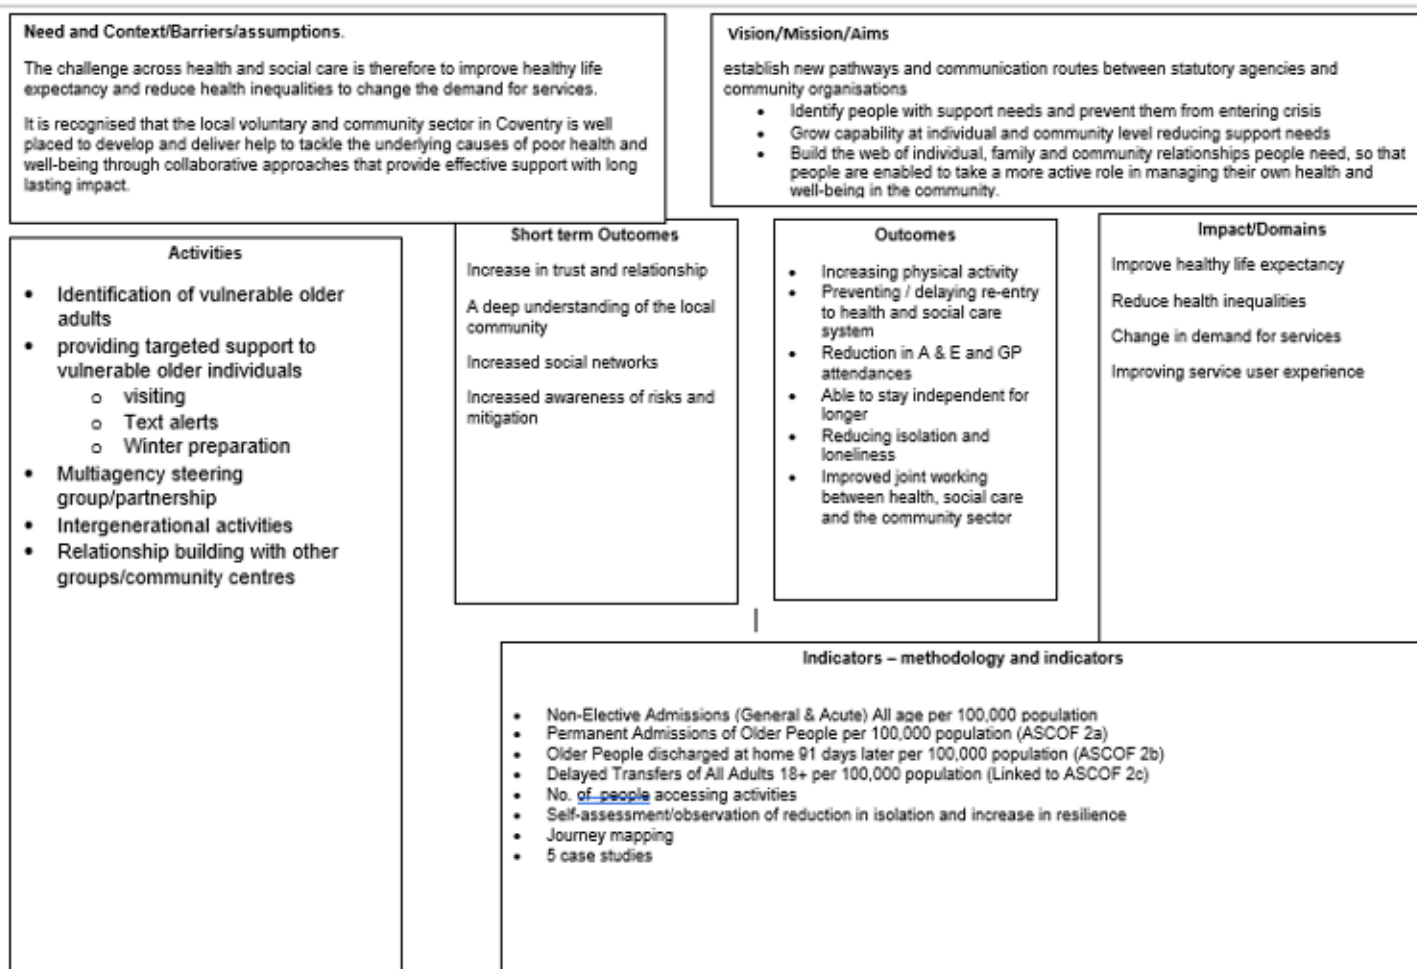 Need and Context/Barriers/assumptions.
The challenge across health and social care is therefore to improve healthy life
expectancy and reduce health inequalities to change the demand for services.
It is recognised that the local voluntary and community sector in Coventry is well
placed to develop and deliver help to tackle the underlying causes of poor health and
well-being through collaborative approaches that provide effective support with long
lasting impact.
Vision/Mission/Aims
establish new pathways and communication routes between statutory agencies and
community organisations
• Identify people with support needs and prevent them from entering crisis
• Grow capability at individual and community level reducing support needs
• Build the web of individual, family and community relationships people need, so that
people are enabled to take a more active role in managing their own health and
well-being in the community.
Activities
• Identification of vulnerable older
adults
• providing targeted support to
vulnerable older individuals
o visiting
o Text alerts
o Winter preparation
• Multiagency steering
group/partnership
• Intergenerational activities
• Relationship building with other
groups/community centres
Short term Outcomes
Increase in trust and relationship
A deep understanding of the local
community
Increased social networks
Increased awareness of risks and
mitigation
Outcomes
• Increasing physical activity
• Preventing / delaying re-entry
to health and social care
system
• Reduction in A & E and GP
attendances
• Able to stay independent for
longer
• Reducing isolation and
loneliness
• Improved joint working
between health, social care
and the community sector
Impact/Domains
Improve healthy life expectancy
Reduce health inequalities
Change in demand for services
Improving service user experience
Indicators – methodology and indicators
• Non-Elective Admissions (General & Acute) All age per 100,000 population
• Permanent Admissions of Older People per 100,000 population (ASCOF 2a)
• Older People discharged at home 91 days later per 100,000 population (ASCOF 2b)
• Delayed Transfers of All Adults 18+ per 100,000 population (Linked to ASCOF 2c)
• No. of people accessing activities
• Self-assessment/observation of reduction in isolation and increase in resilience
• Journey mapping
• 5 case studies